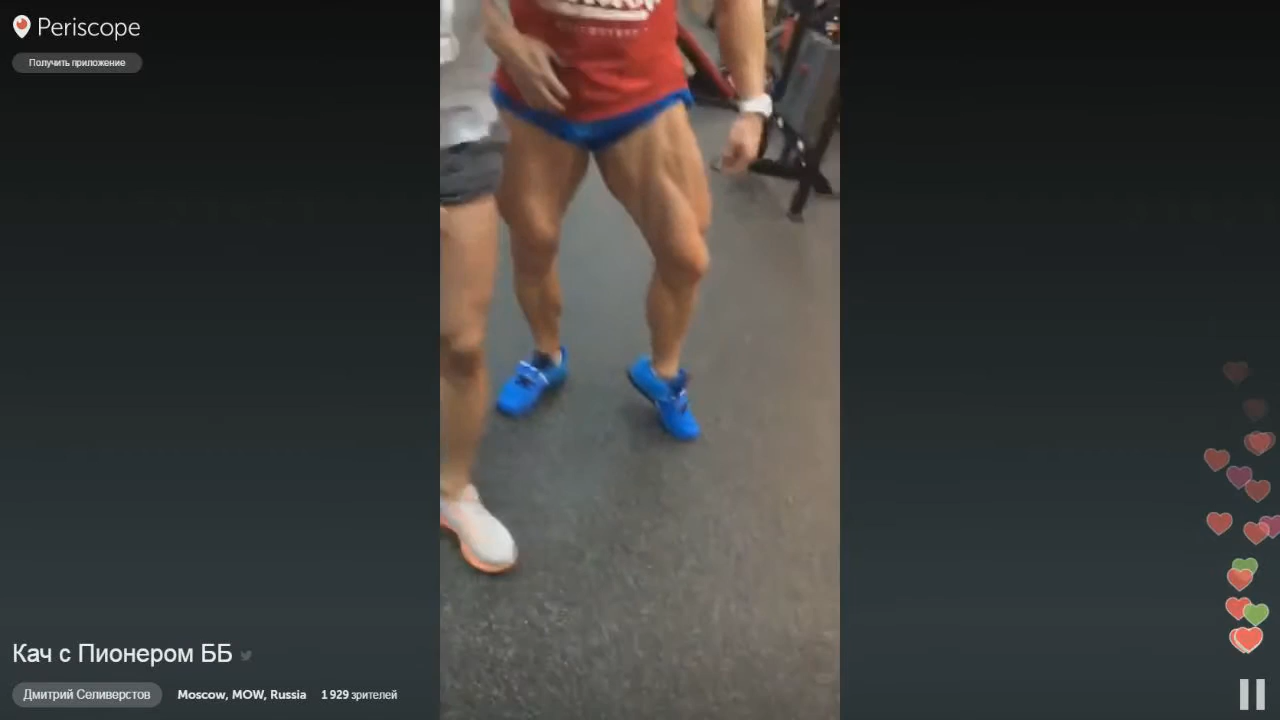 Periscope
Получить приложение
Кач с Пионером ББ
Дмитрий Селиверстов
Moscow, MOW, Russia
1 929 зрителей